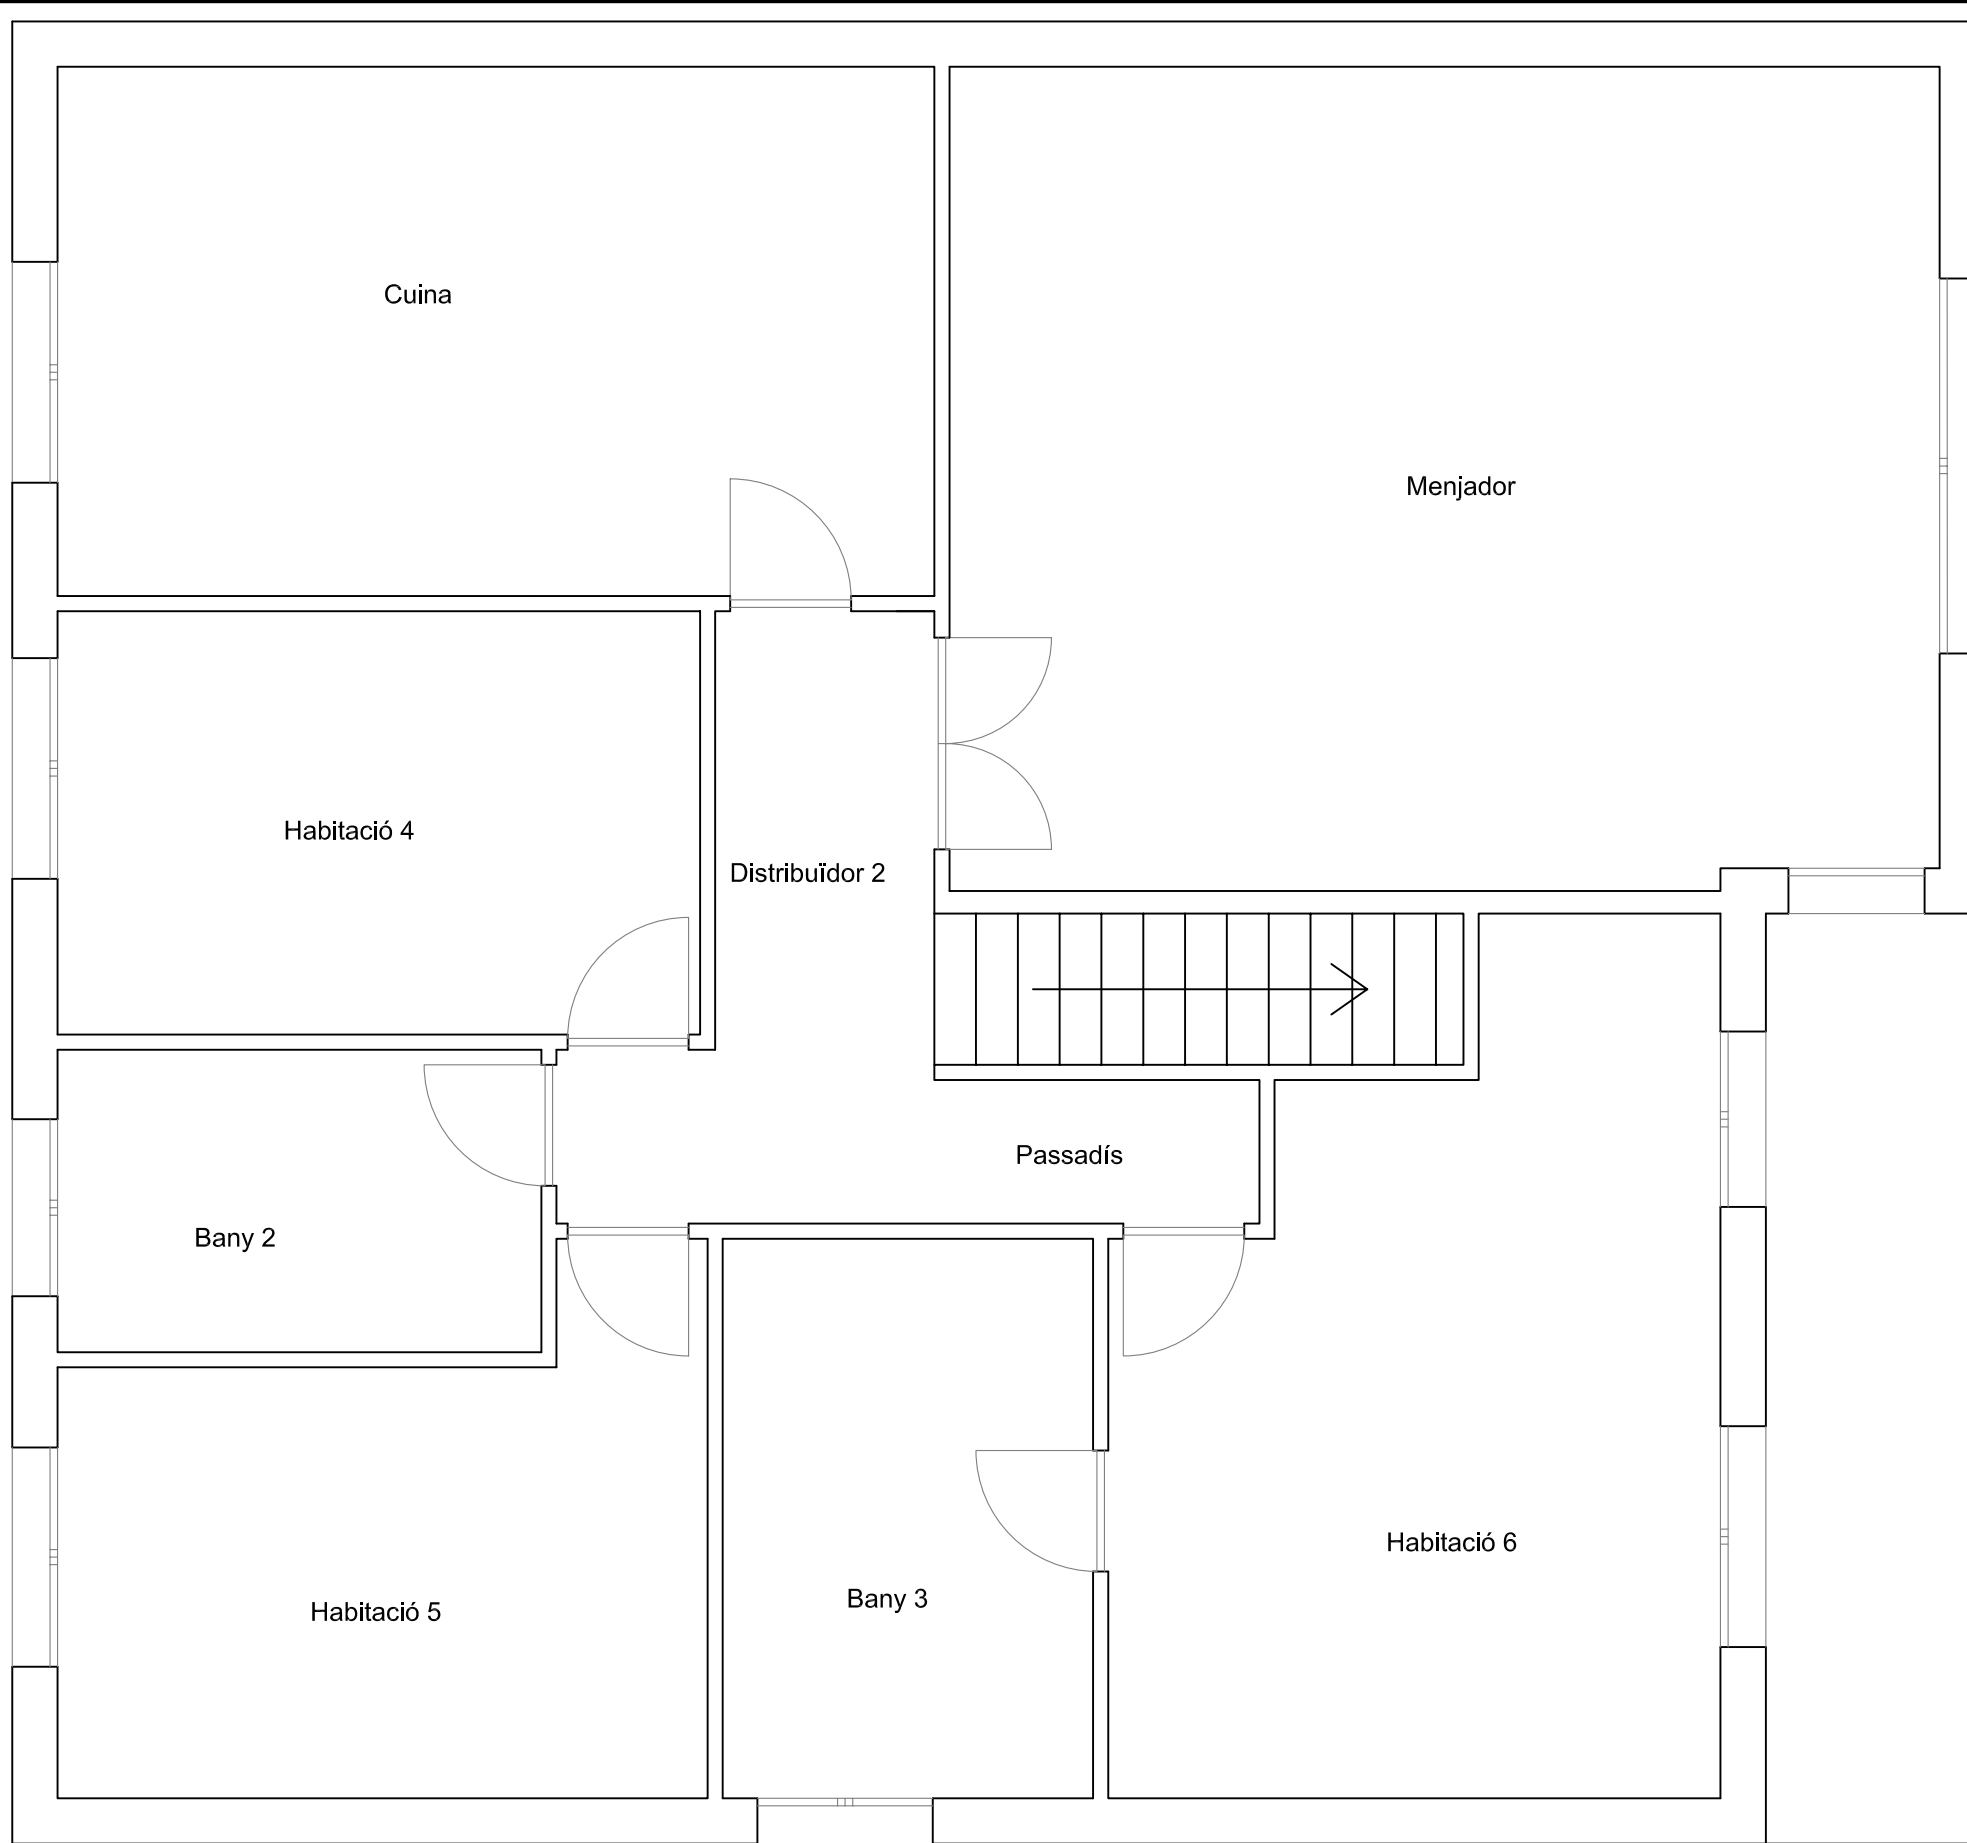 Cuina
Menjador
Habitació 4
Distribuïdor 2
Passadís
Bany 2
Habitació 6
Bany 3
Habitació 5